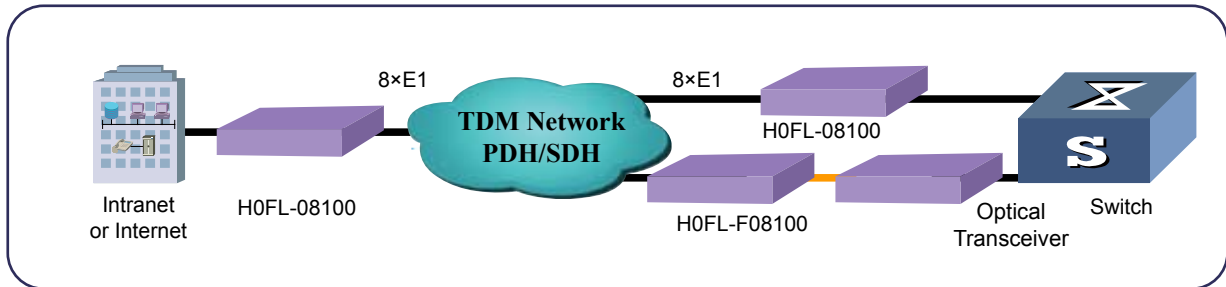 8×E1
8×E1
TDM Network
PDH/SDH
H0FL-08100
S
H0FL-08100
H0FL-F08100
Intranet
or Internet
Optical
Transceiver
Switch